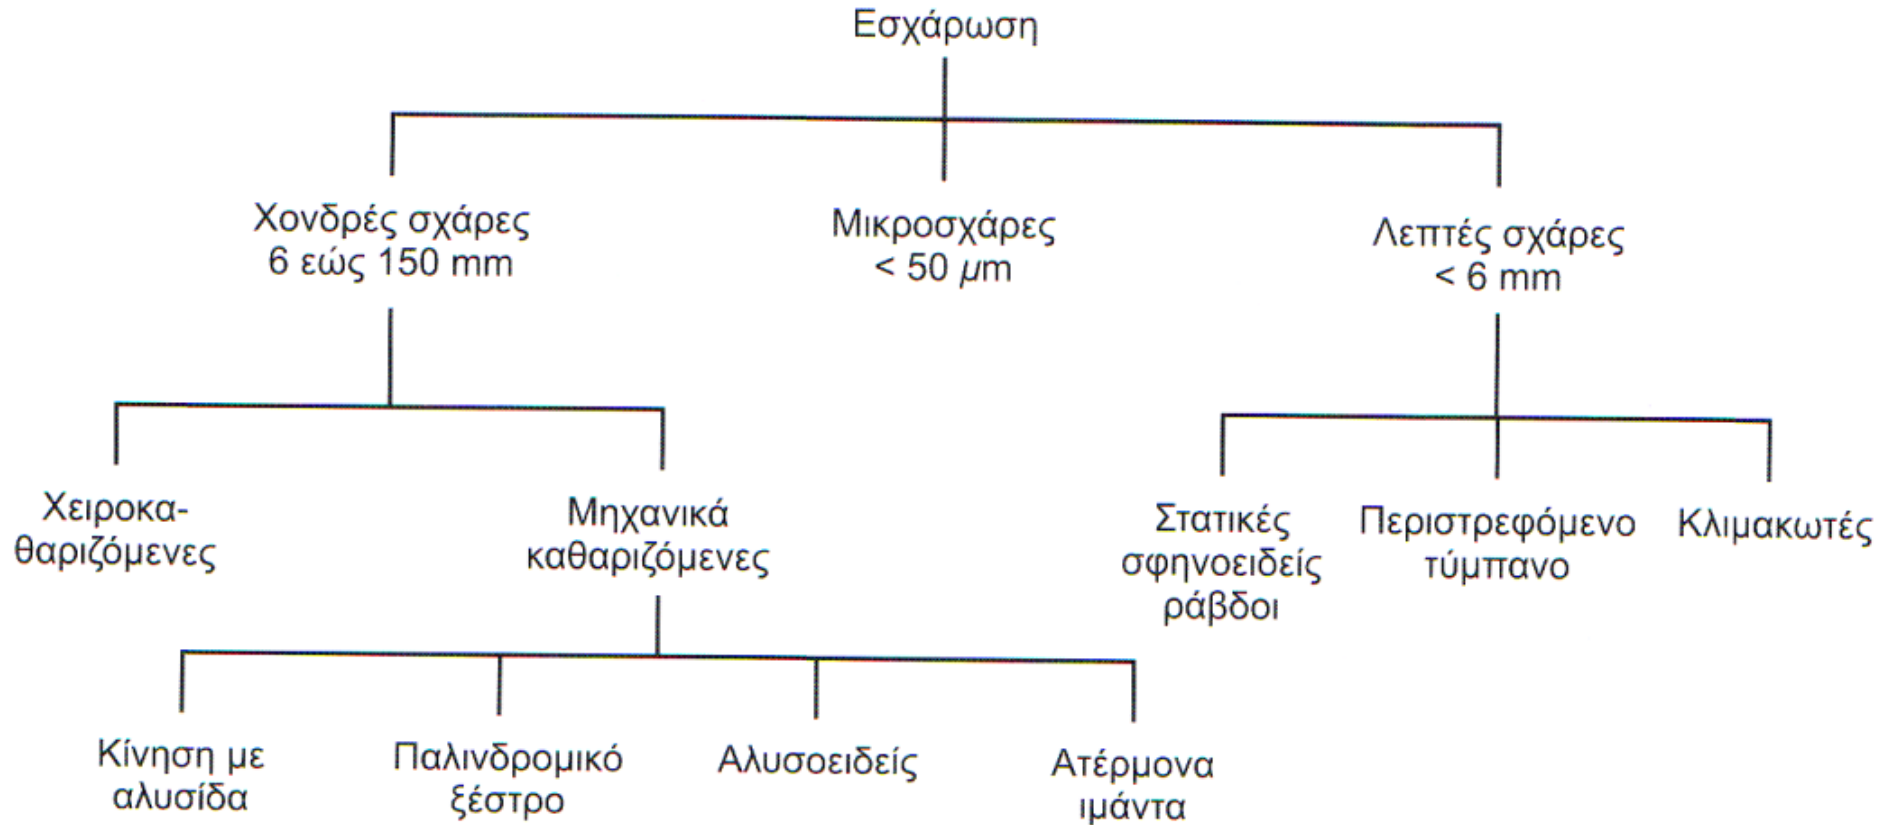 Εσχάρωση
Χονδρές σχάρες
6 εώς 150 mm
Μικροσχάρες
< 50 μm
Λεπτές σχάρες
< 6 mm
Χειροκα-
θαριζόμενες
Μηχανικά
καθαριζόμενες
Στατικές
σφηνοειδείς
ράβδοι
Περιστρεφόμενο
τύμπανο
Κλιμακωτές
Κίνηση με
αλυσίδα
Παλινδρομικό
ξέστρο
Αλυσοειδείς
Ατέρμονα
ιμάντα